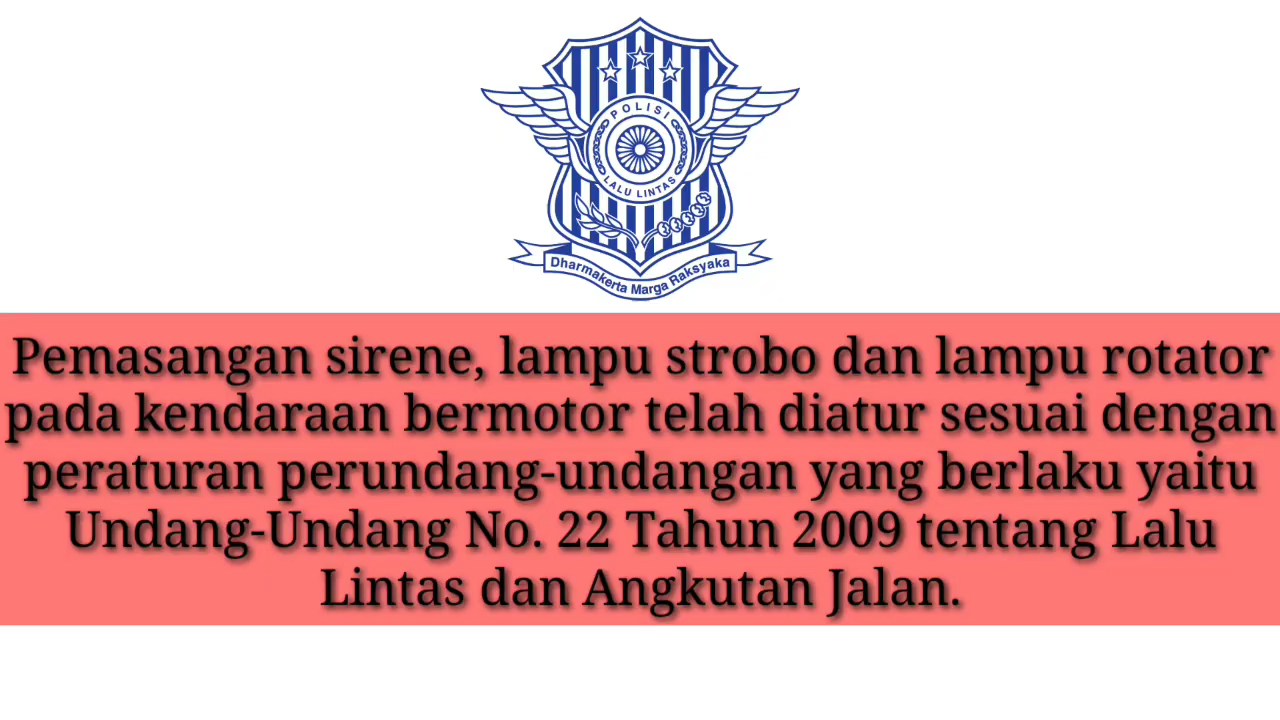 POLISI
LALU LINTAS
Dharmakerta Marga Raksyaka
Pemasangan sirene, lampu strobo dan lampu rotator
pada kendaraan bermotor telah diatur sesuai dengan
peraturan perundang-undangan yang berlaku yaitu
Undang-Undang No. 22 Tahun 2009 tentang Lalu
Lintas dan Angkutan Jalan.